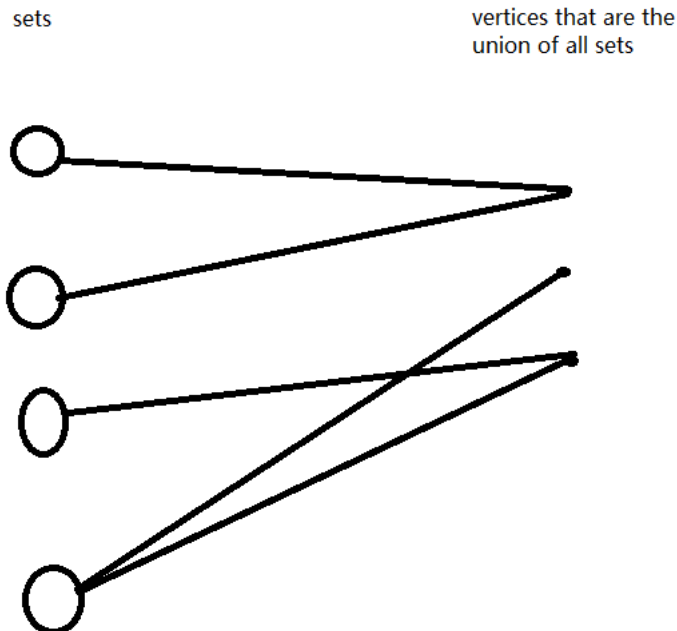 sets
vertices that are the
union of all sets